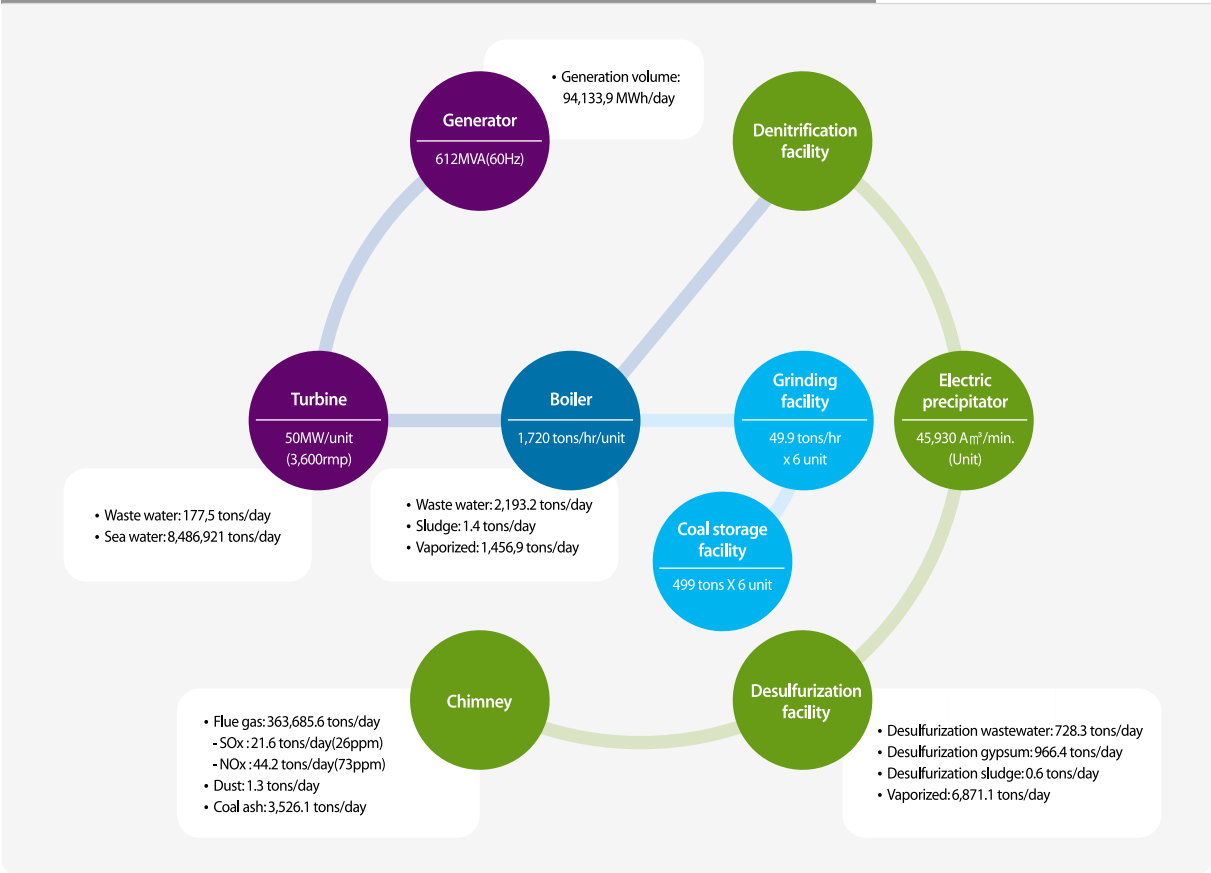 • Generation volume:
94,133,9 MWh/day
Generator
612MVA(60Hz)
Denitrification
facility
Turbine
50MW/unit
(3,600rmp)
Boiler
1,720 tons/hr/unit
Grinding
facility
49.9 tons/hr
x 6 unit
Electric
precipitator
45,930 A㎥/min.
(Unit)
• Waste water: 177,5 tons/day
• Sea water: 8,486,921 tons/day
• Waste water: 2,193.2 tons/day
• Sludge: 1.4 tons/day
• Vaporized: 1,456,9 tons/day
Coal storage
facility
499 tons X 6 unit
Chimney
• Flue gas: 363,685.6 tons/day
- SOx : 21.6 tons/day(26ppm)
- NOx : 44.2 tons/day(73ppm)
• Dust: 1.3 tons/day
• Coal ash: 3,526.1 tons/day
Desulfurization
facility
• Desulfurization wastewater: 728.3 tons/day
• Desulfurization gypsum: 966.4 tons/day
• Desulfurization sludge: 0.6 tons/day
• Vaporized: 6,871.1 tons/day